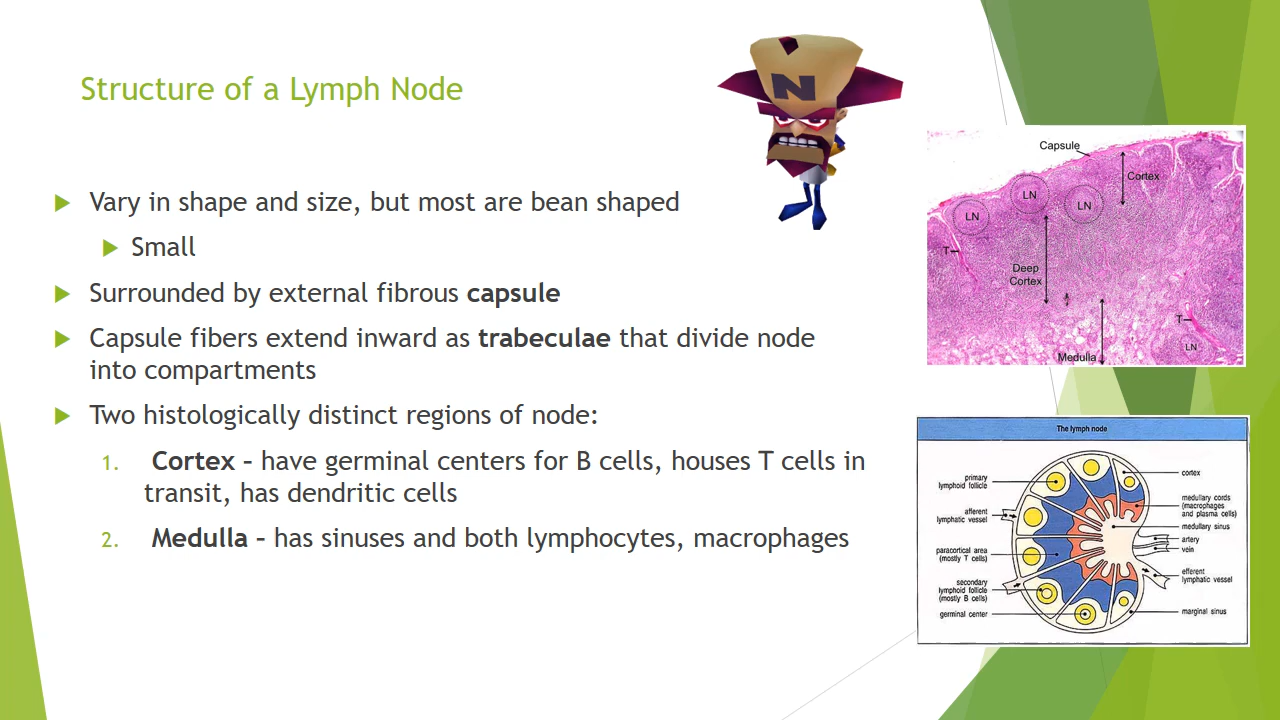 Structure of a Lymph Node
N
Vary in shape and size, but most are bean shaped
Small
Surrounded by external fibrous capsule
Capsule fibers extend inward as trabeculae that divide node
into compartments
Two histologically distinct regions of node:
1. Cortex – have germinal centers for B cells, houses T cells in
transit, has dendritic cells
2. Medulla – has sinuses and both lymphocytes, macrophages
Capsule
Cortex
LN
LN
LN
T
Deep
Cortex
T
LN
Medulla
The lymph node
primary
lymphoid follicle
afferent
lymphatic vessel
paracortical area
(mostly T cells)
secondary
lymphoid follicle
(mostly B cells)
germinal center
cortex
medullary cords
(macrophages
and plasma cells)
medullary sinus
artery
vein
efferent
lymphatic vessel
marginal sinus